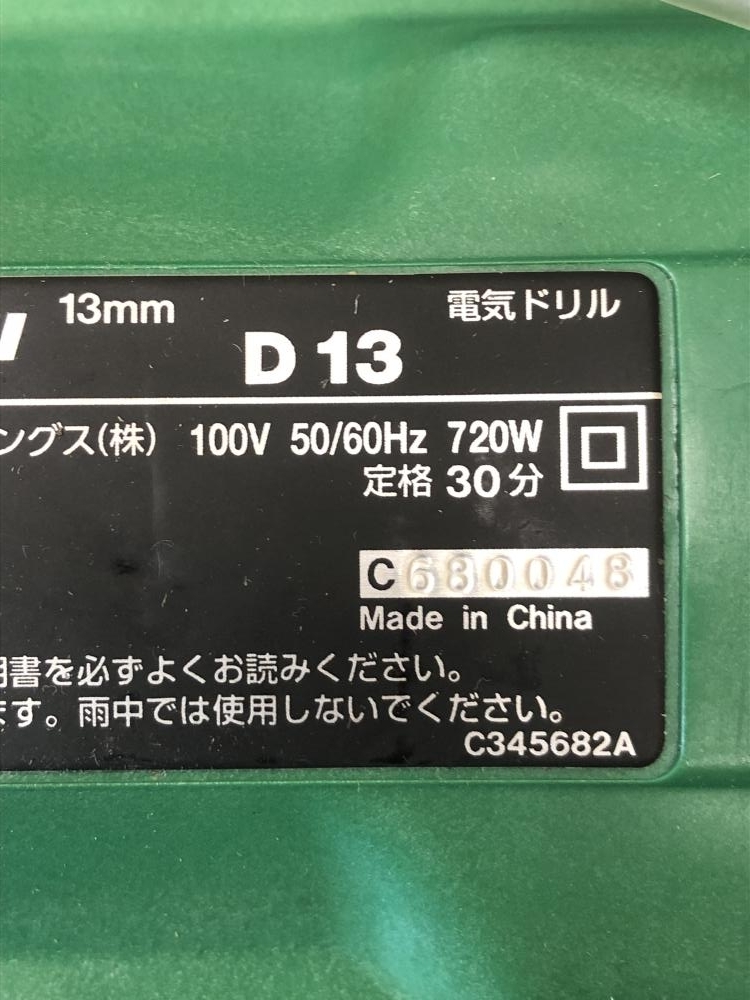 13mm
電気ドリル
D 13
ングス(株) 100V 50/60Hz 720W
定格 30分
C680048
Made in China
書を必ずよくお読みください。
ます。雨中では使用しないでください。
C345682A